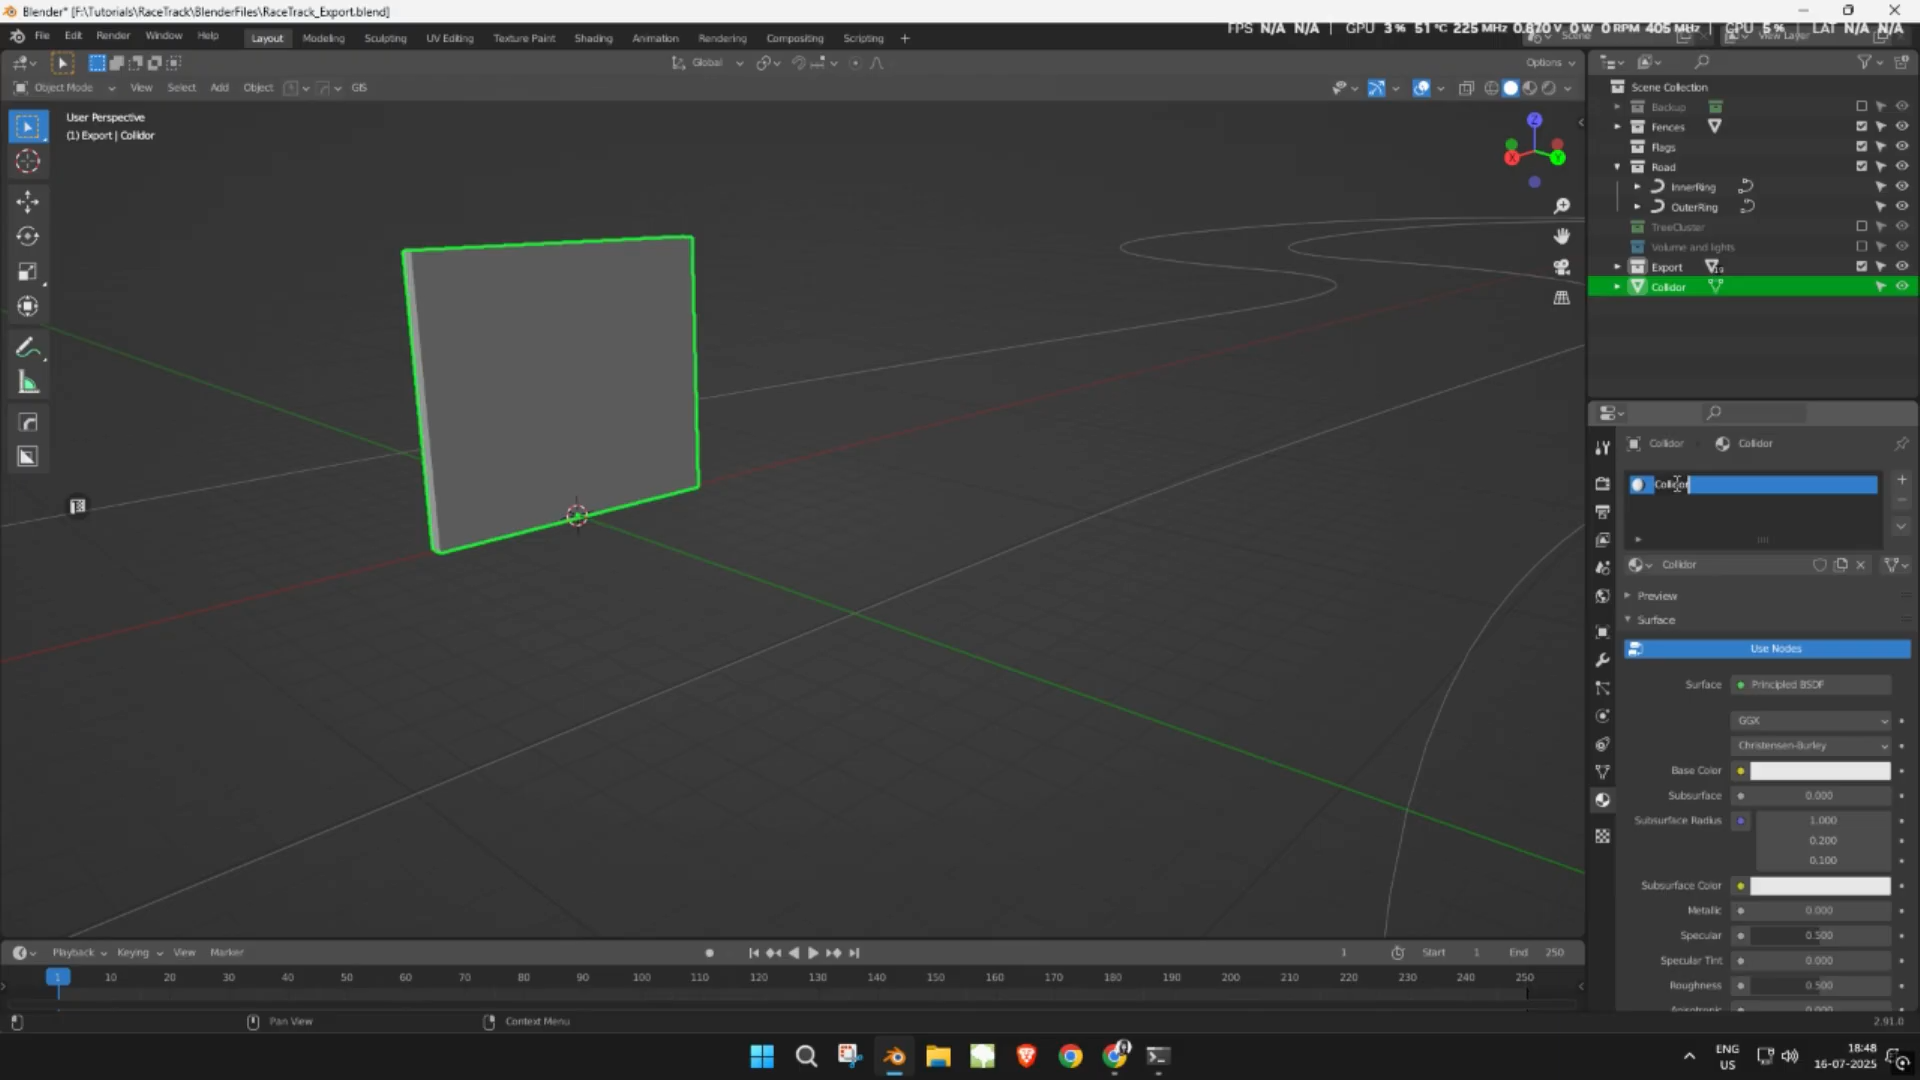 Blender* [F:\Tutorials\RaceTrack\BlenderFiles\RaceTrack_Export.blend]
File Edit Render Window Help Layout Modeling Sculpting UV Editing Texture Paint Shading Animation Rendering Compositing Scripting +
FPS N/A N/A | GPU 3 % 51 °C 225 MHz 0.670 V 0 W 0 RPM 405 MHz | CPU 5 % | LAT N/A N/A
Scene View Layer
Global Options
Object Mode View Select Add Object GIS
User Perspective
(1) Export | Collidor
Z
X Y
Scene Collection
Backup
Fences
Flags
Road
InnerRing
OuterRing
TreeCluster
Volume and lights
Export
Collidor
Collidor Collidor
Collidor
Collidor
Preview
Surface
Use Nodes
Surface Principled BSDF
GGX
Christensen-Burley
Base Color
Subsurface 0.000
Subsurface Radius 1.000
0.200
0.100
Subsurface Color
Metallic 0.000
Specular 0.500
Specular Tint 0.000
Roughness 0.500
Anisotropic 0.000
Playback Keying View Marker 1 Start 1 End 250
1 10 20 30 40 50 60 70 80 90 100 110 120 130 140 150 160 170 180 190 200 210 220 230 240 250
Pan View Context Menu 2.91.0
ENG
US
18:48
16-07-2025